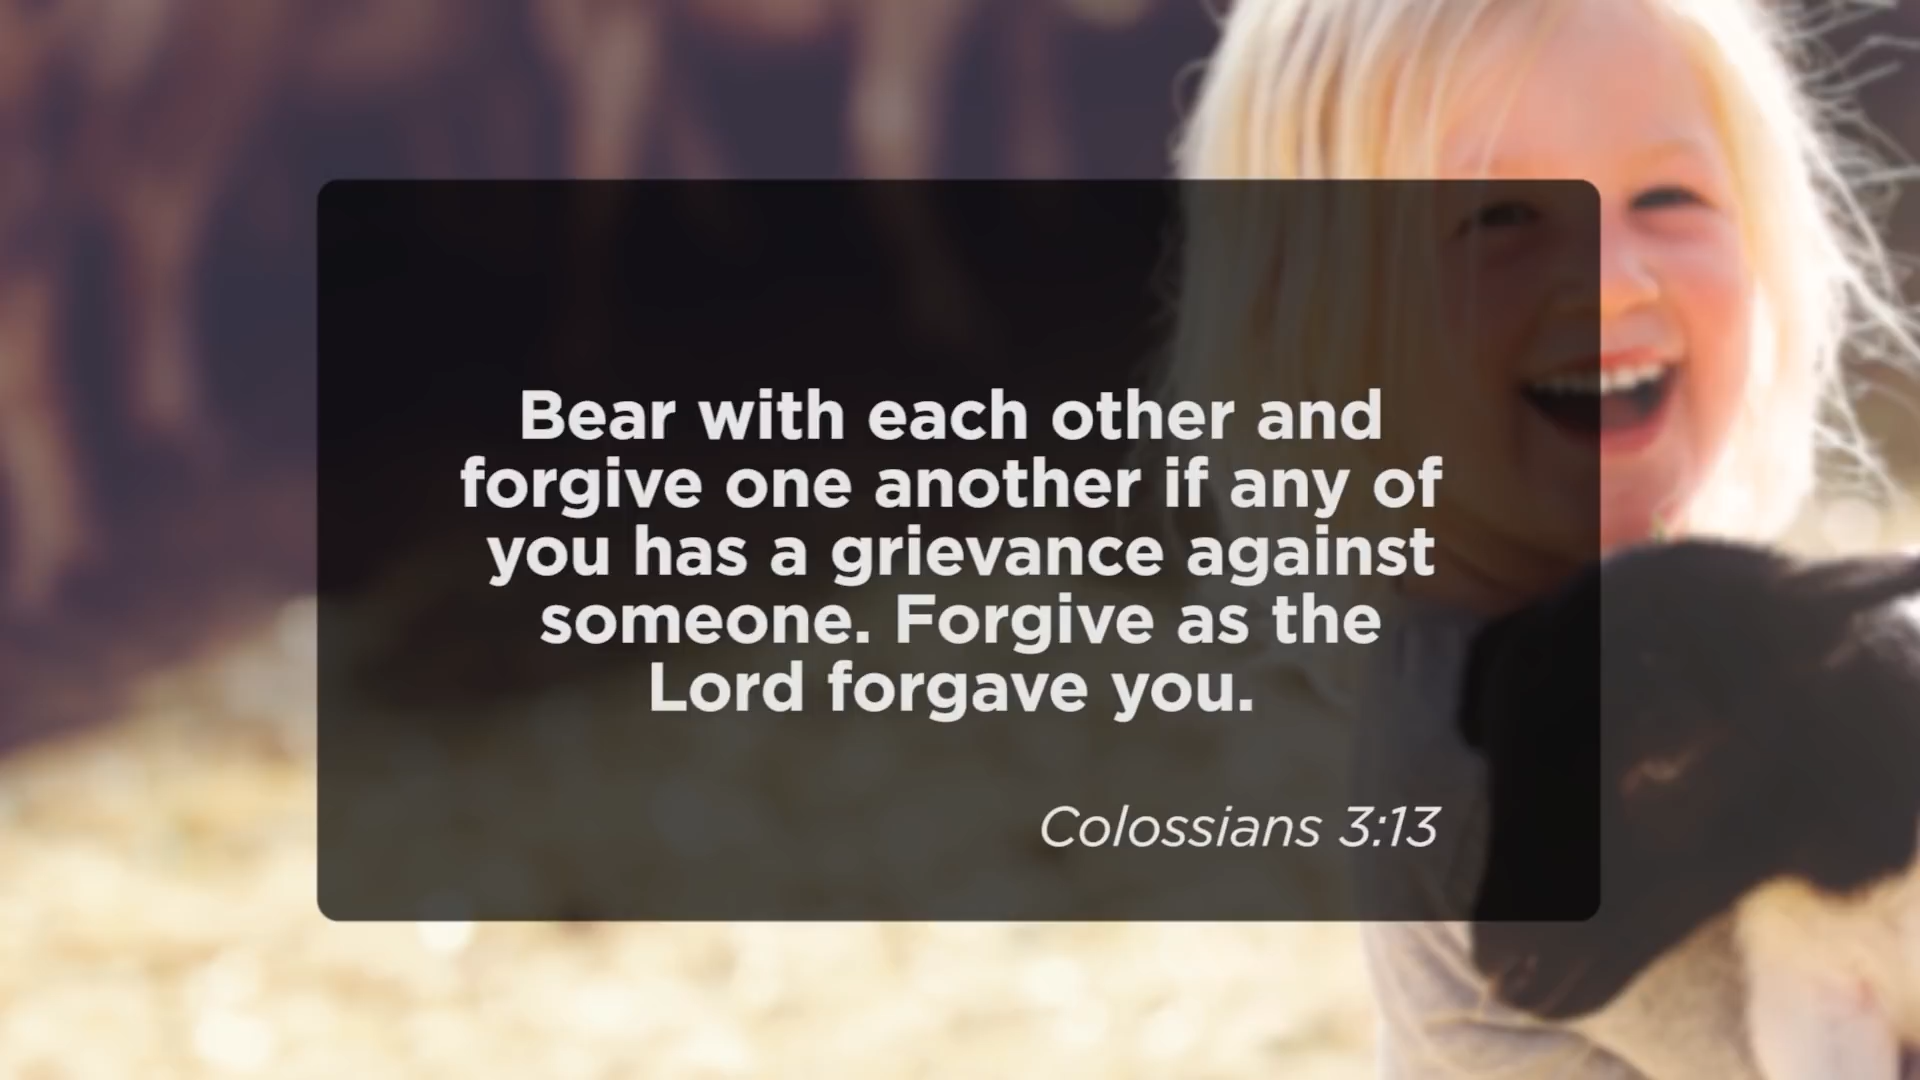 Bear with each other and
forgive one another if any of
you has a grievance against
someone. Forgive as the
Lord forgave you.
Colossians 3:13